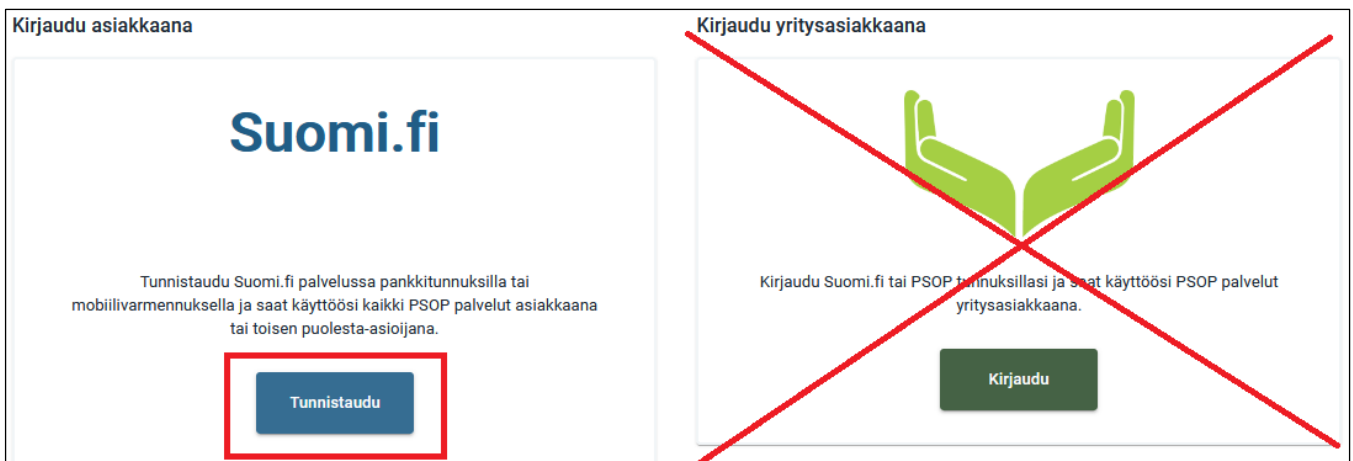 Kirjaudu asiakkaana
Suomi.fi
Tunnistaudu Suomi.fi palvelussa pankkitunnuksilla tai
mobiilivarmennuksella ja saat käyttöösi kaikki PSOP palvelut asiakkaana
tai toisen puolesta-asioijana.
Tunnistaudu
Kirjaudu yritysasiakkaana
Kirjaudu Suomi.fi tai PSOP tunnuksillasi ja saat käyttöösi PSOP palvelut
yritysasiakkaana.
Kirjaudu